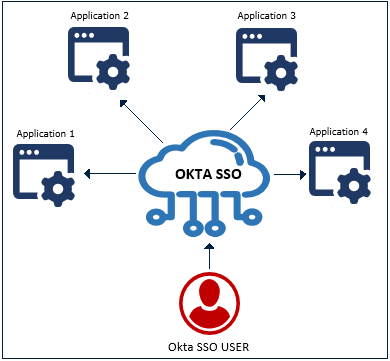 Application 2
Application 3
Application 1
Application 4
OKTA SSO
Okta SSO USER